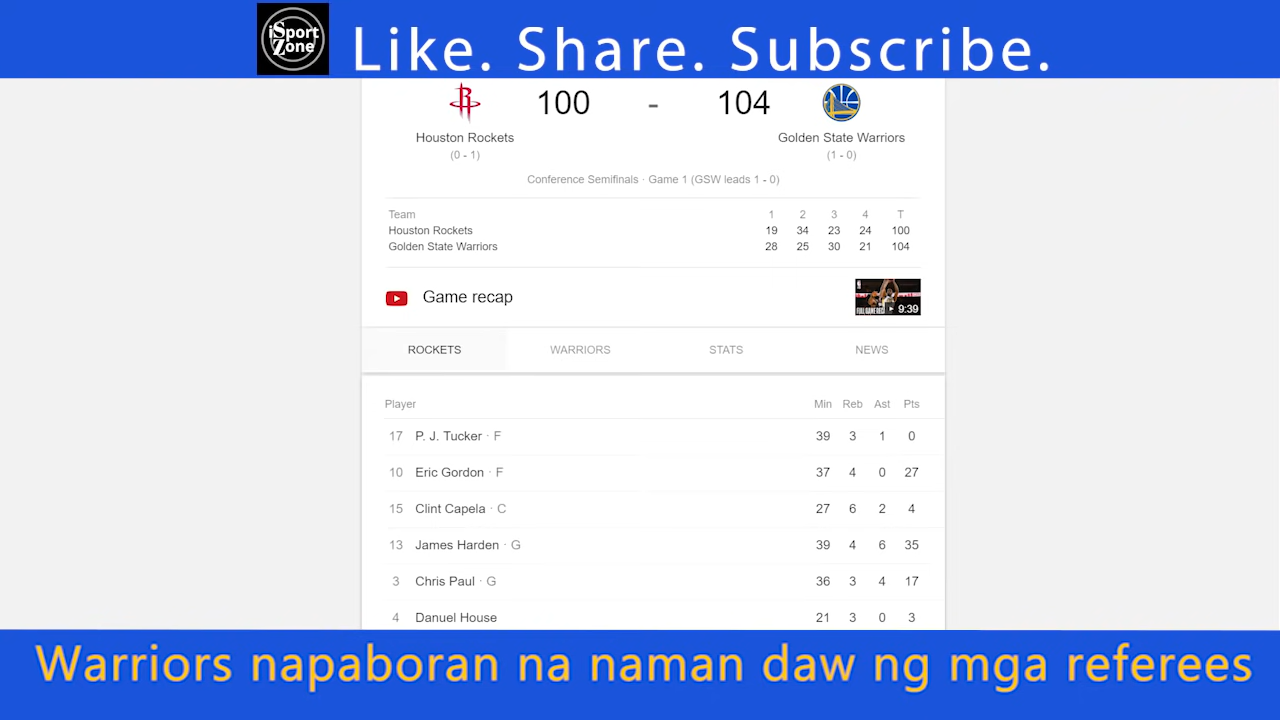 iSport Zone
Like. Share. Subscribe.
100 - 104
Houston Rockets Golden State Warriors
(0 - 1) (1 - 0)
Conference Semifinals · Game 1 (GSW leads 1 - 0)
Team 1 2 3 4 T
Houston Rockets 19 34 23 24 100
Golden State Warriors 28 25 30 21 104
Game recap
FULL GAME REC 9:39
ROCKETS WARRIORS STATS NEWS
Player Min Reb Ast Pts
17 P. J. Tucker · F 39 3 1 0
10 Eric Gordon · F 37 4 0 27
15 Clint Capela · C 27 6 2 4
13 James Harden · G 39 4 6 35
3 Chris Paul · G 36 3 4 17
4 Danuel House 21 3 0 3
Warriors napaboran na naman daw ng mga referees